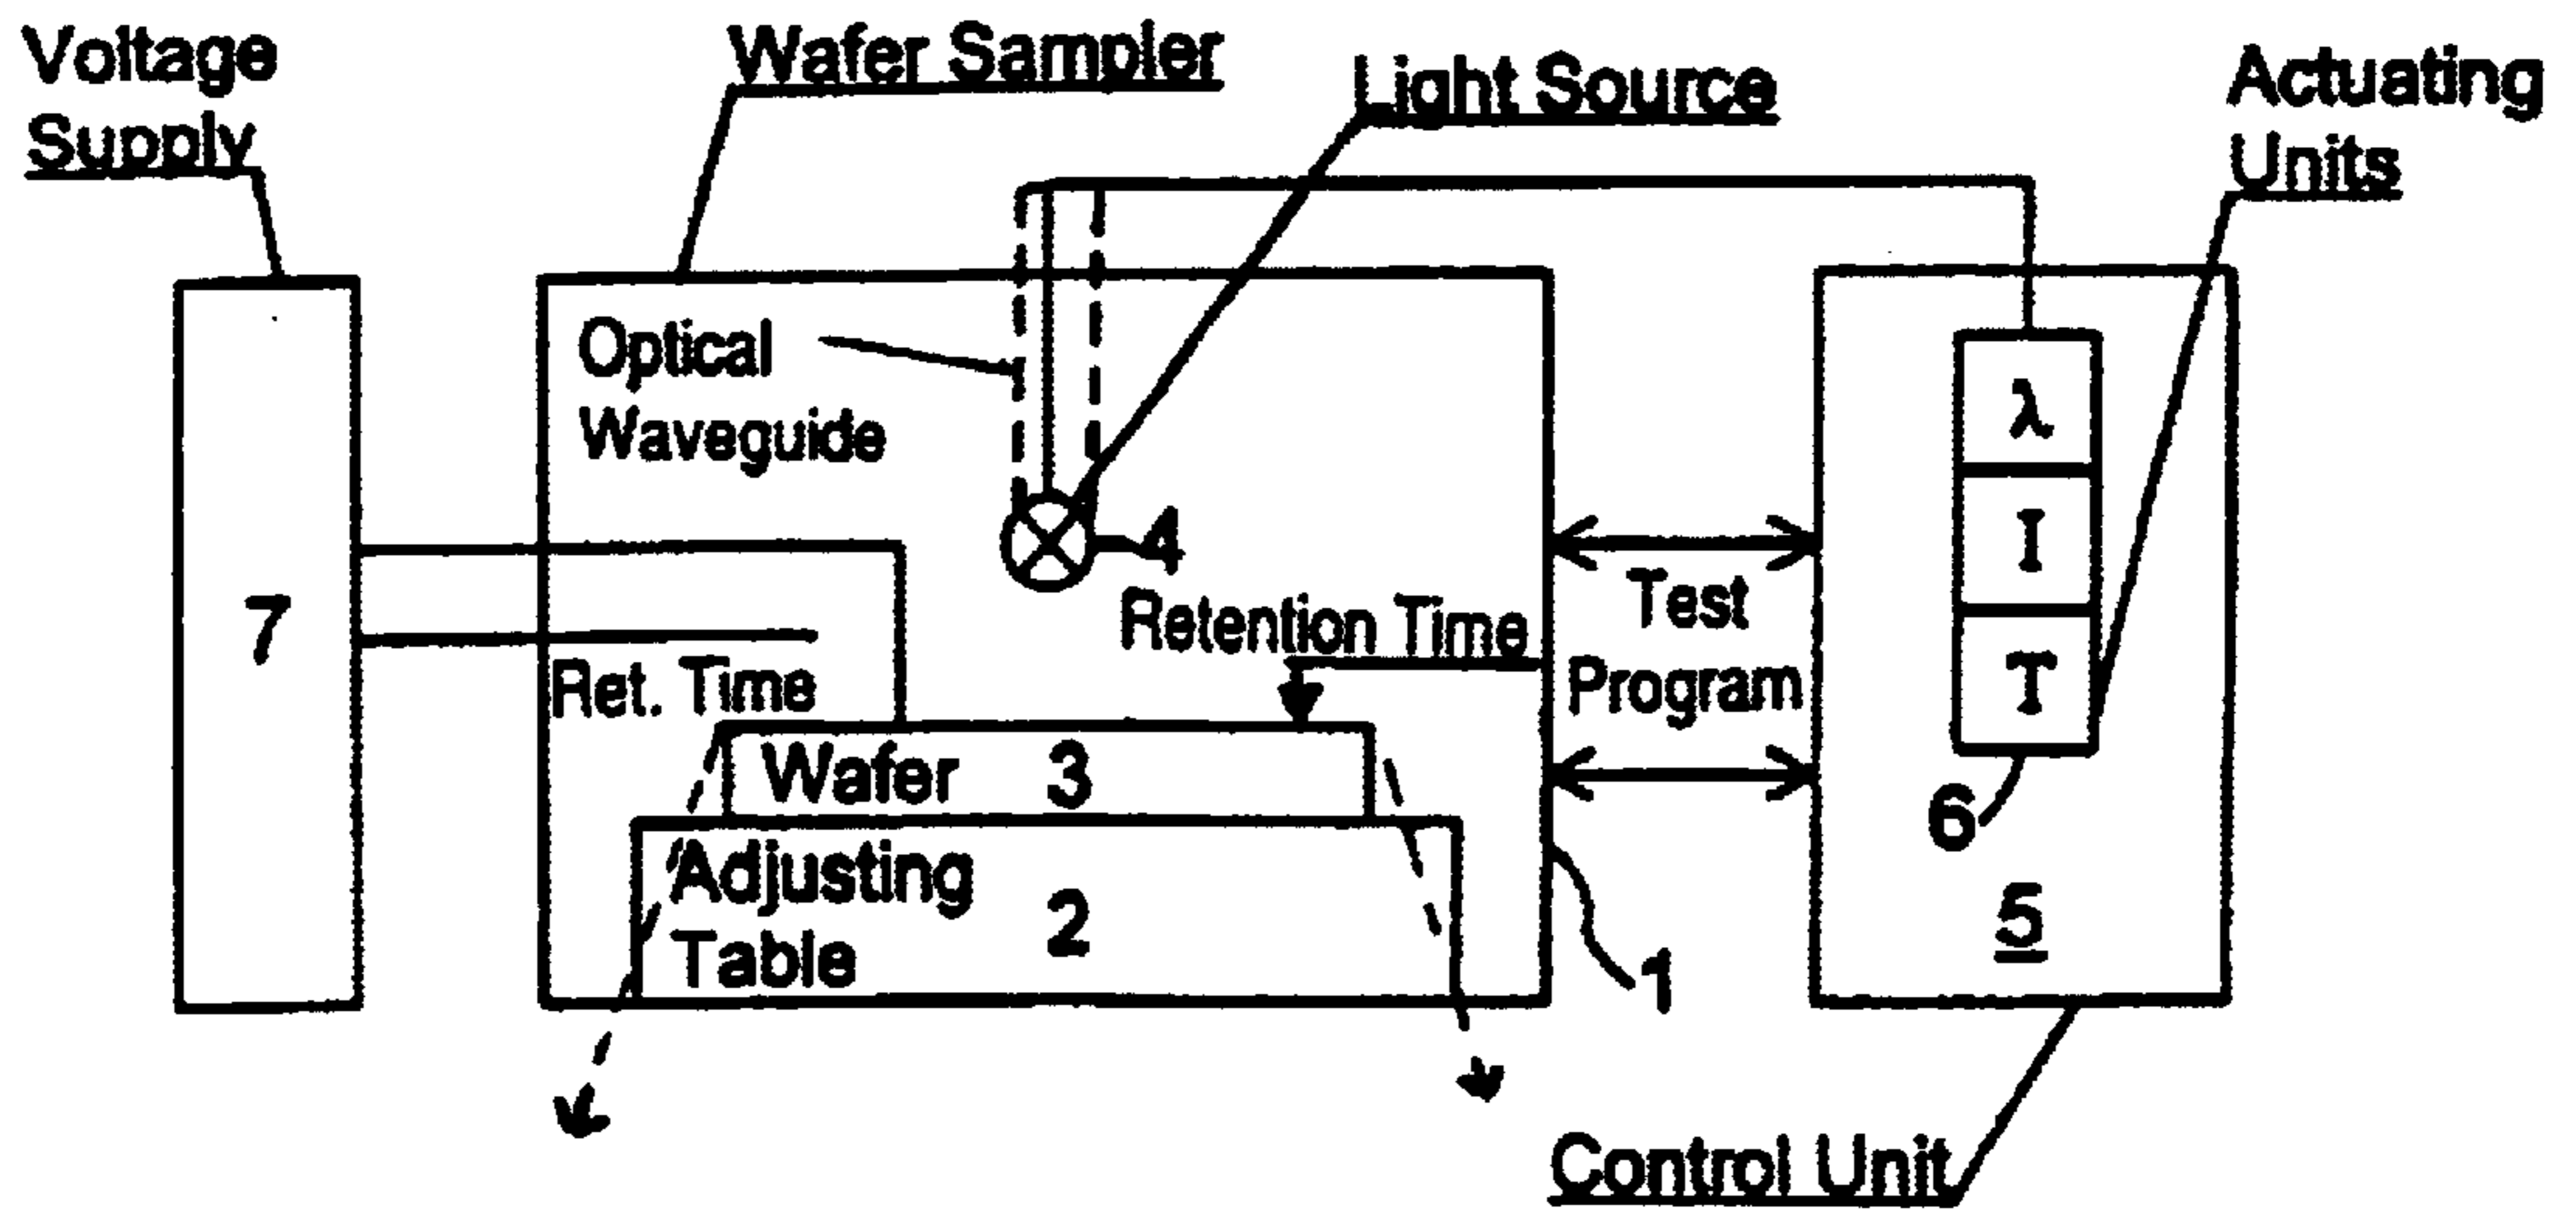 Voltage
Supply
Wafer Sampler
Light Source
Actuating
Units
Optical
Waveguide
λ
I
T
4
7
Retention Time
Ret. Time
Test
Program
Wafer 3
Adjusting
Table
2
6
5
1
Control Unit